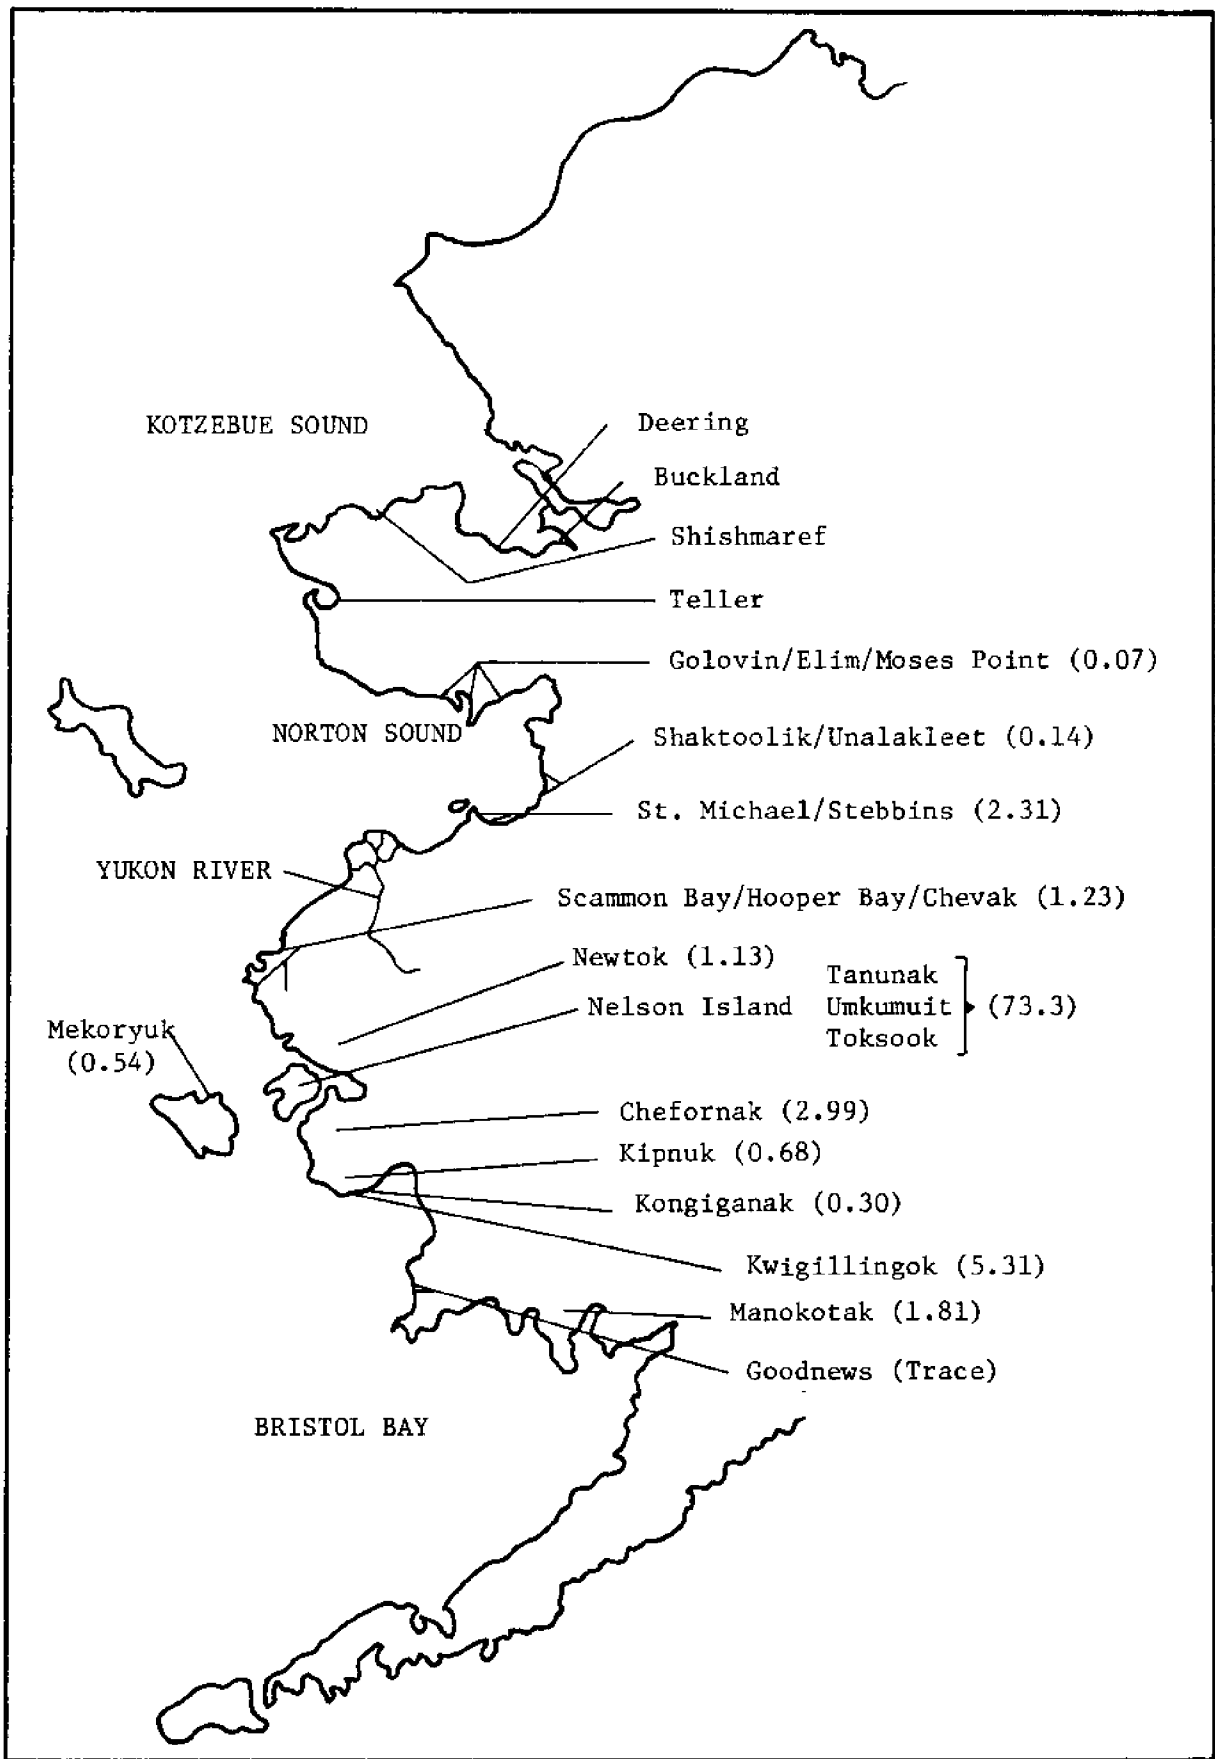 KOTZEBUE SOUND
Deering
Buckland
Shishmaref
Teller
Golovin/Elim/Moses Point (0.07)
NORTON SOUND
Shaktoolik/Unalakleet (0.14)
St. Michael/Stebbins (2.31)
YUKON RIVER
Scammon Bay/Hooper Bay/Chevak (1.23)
Newtok (1.13)
Tanunak
Nelson Island Umkumuit (73.3)
Toksook
Mekoryuk
(0.54)
Chefornak (2.99)
Kipnuk (0.68)
Kongiganak (0.30)
Kwigillingok (5.31)
Manokotak (1.81)
Goodnews (Trace)
BRISTOL BAY